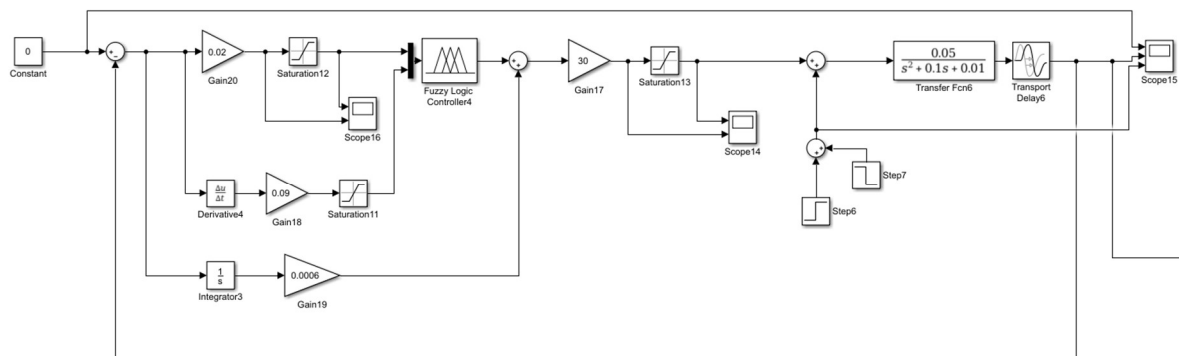 0
Constant
0.02
Gain20
Saturation12
Scope16
Fuzzy Logic
Controller4
Δu
Δt
Derivative4
0.09
Gain18
Saturation11
1
s
Integrator3
0.0006
Gain19
30
Gain17
Saturation13
Scope14
Step7
Step6
0.05
s² + 0.1s + 0.01
Transfer Fcn6
Transport
Delay6
Scope15